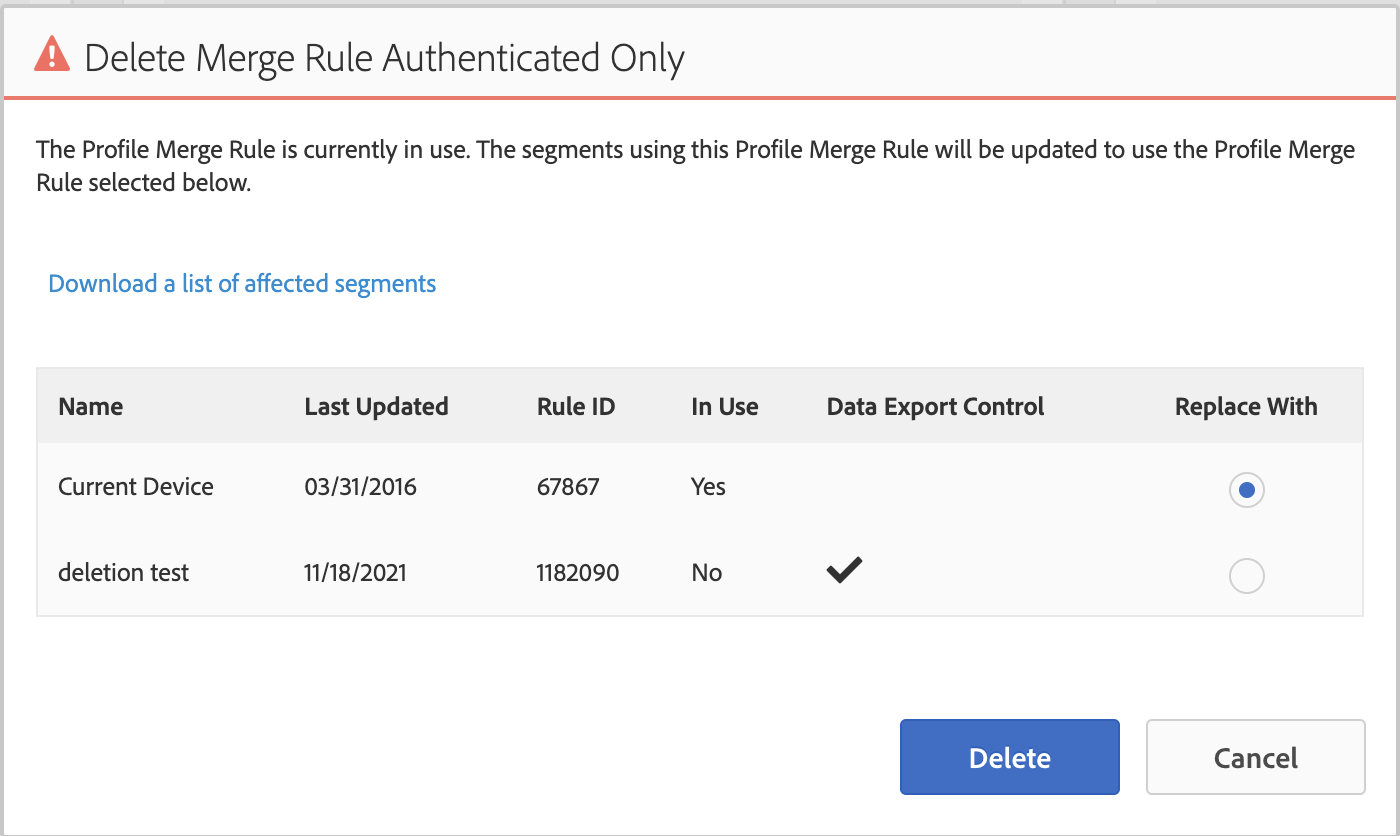 Delete Merge Rule Authenticated Only
The Profile Merge Rule is currently in use. The segments using this Profile Merge Rule will be updated to use the Profile Merge
Rule selected below.
Download a list of affected segments
Name Last Updated Rule ID In Use Data Export Control Replace With
Current Device 03/31/2016 67867 Yes
deletion test 11/18/2021 1182090 No
Delete Cancel